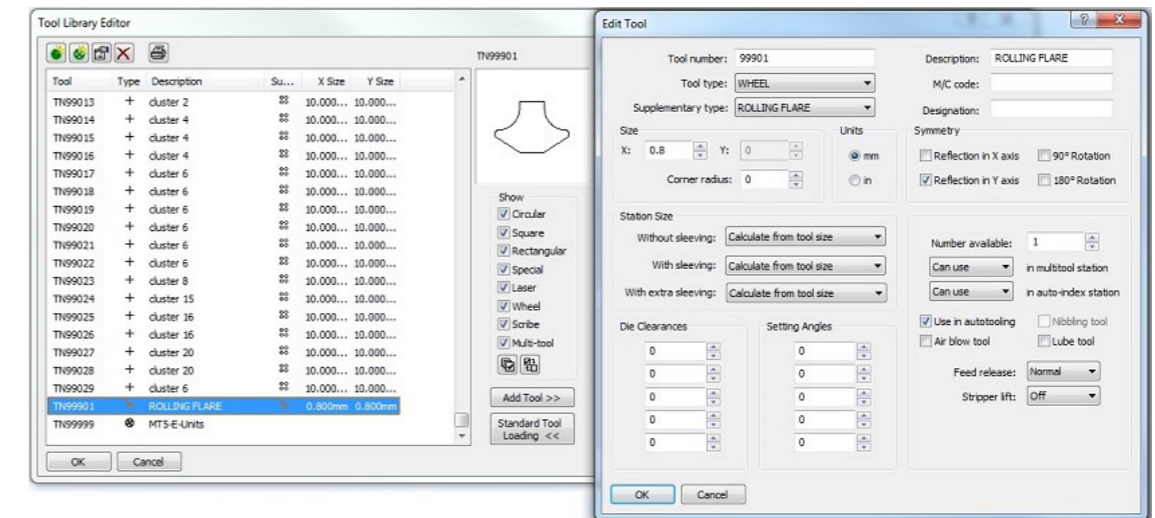 Tool Library Editor
TN99901
Tool Type Description Su... X Size Y Size
TN99013 + cluster 2 10.000... 10.000...
TN99014 + cluster 4 10.000... 10.000...
TN99015 + cluster 4 10.000... 10.000...
TN99016 + cluster 4 10.000... 10.000...
TN99017 + cluster 6 10.000... 10.000...
TN99018 + cluster 6 10.000... 10.000...
TN99019 + cluster 6 10.000... 10.000...
TN99020 + cluster 6 10.000... 10.000...
TN99021 + cluster 6 10.000... 10.000...
TN99022 + cluster 6 10.000... 10.000...
TN99023 + cluster 8 10.000... 10.000...
TN99024 + cluster 15 10.000... 10.000...
TN99025 + cluster 16 10.000... 10.000...
TN99026 + cluster 16 10.000... 10.000...
TN99027 + cluster 20 10.000... 10.000...
TN99028 + cluster 20 10.000... 10.000...
TN99029 + cluster 6 10.000... 10.000...
TN99901 ROLLING FLARE 0.800mm 0.800mm
TN99999 MT5-E-Units
Show
Circular
Square
Rectangular
Special
Laser
Wheel
Scribe
Multi-tool
Add Tool >>
Standard Tool
Loading <<
OK Cancel
Edit Tool
Tool number: 99901 Description: ROLLING FLARE
Tool type: WHEEL M/C code:
Supplementary type: ROLLING FLARE Designation:
Size Units Symmetry
X: 0.8 Y: 0 mm Reflection in X axis 90° Rotation
Corner radius: 0 in Reflection in Y axis 180° Rotation
Station Size
Without sleeving: Calculate from tool size Number available: 1
With sleeving: Calculate from tool size Can use in multitool station
With extra sleeving: Calculate from tool size Can use in auto-index station
Die Clearances Setting Angles Use in autotooling Nibbling tool
0 0 Air blow tool Lube tool
0 0 Feed release: Normal
0 0 Stripper lift: Off
0 0
0 0
OK Cancel